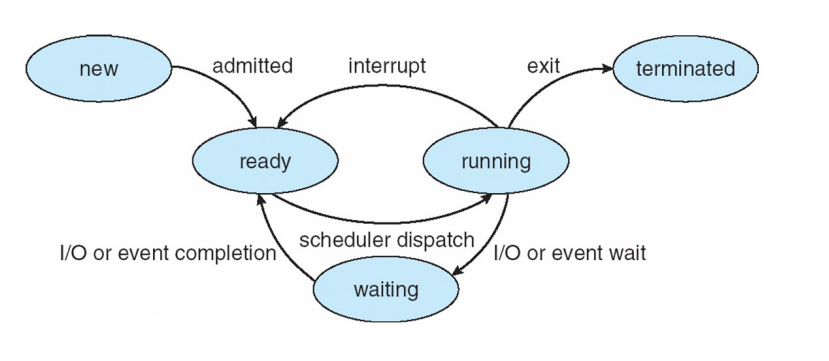 new
admitted
interrupt
exit
terminated
ready
running
scheduler dispatch
I/O or event completion
I/O or event wait
waiting